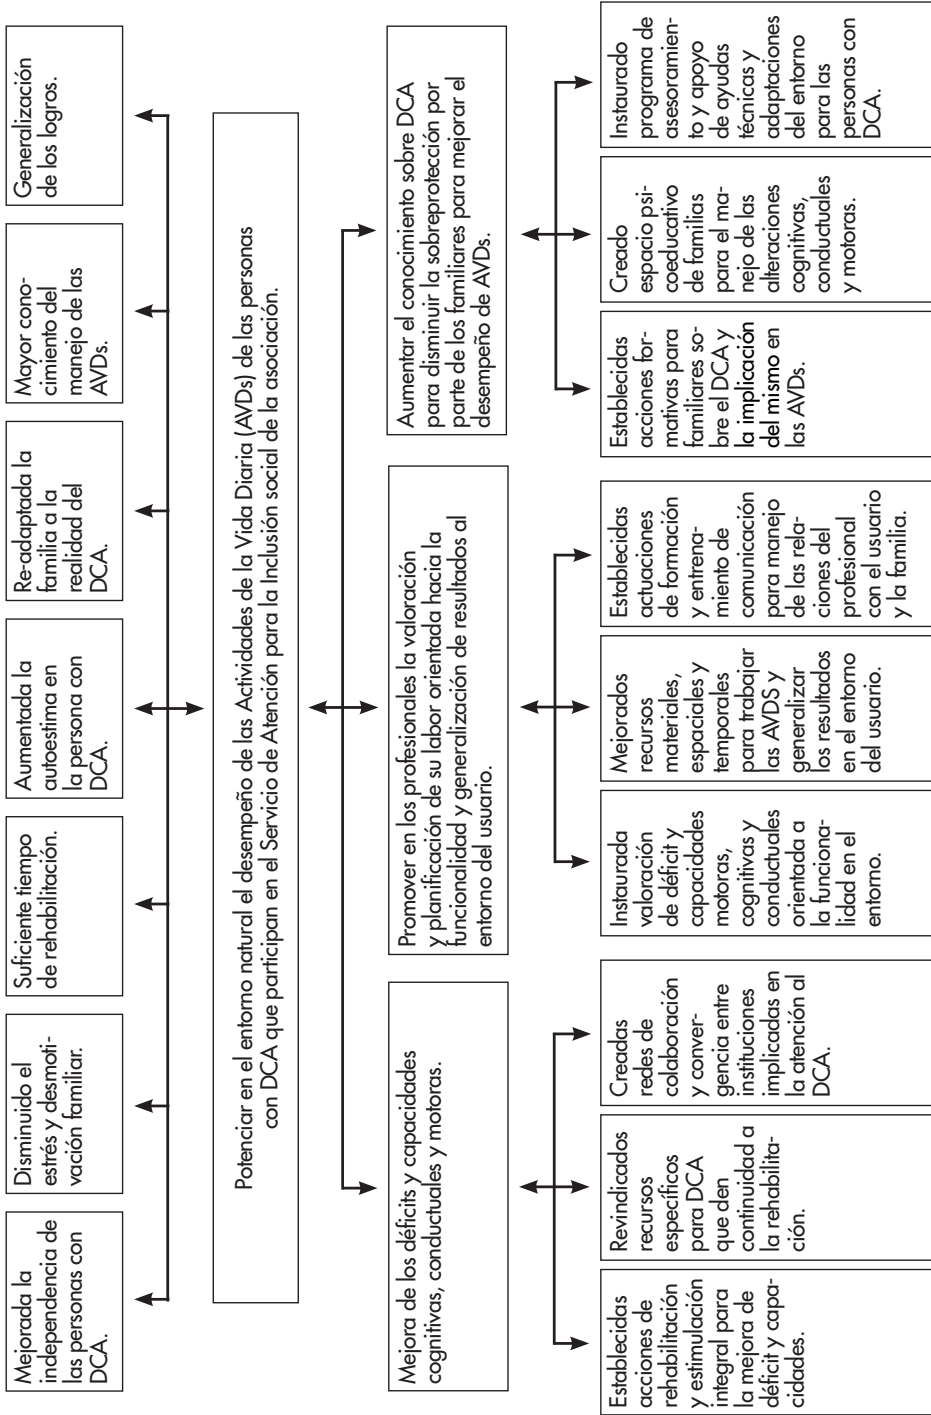 Mejorada la
independencia de
las personas con
DCA.
Disminuido el
estrés y desmoti-
vación familiar.
Suficiente tiempo
de rehabilitación.
Aumentada la
autoestima en
la persona con
DCA.
Re-adaptada la
familia a la
realidad del
DCA.
Mayor cono-
cimiento del
manejo de las
AVDs.
Generalización
de los logros.
Potenciar en el entorno natural el desempeño de las Actividades de la Vida Diaria (AVDs) de las personas
con DCA que participan en el Servicio de Atención para la Inclusión social de la asociación.
Mejora de los déficits y capacidades
cognitivas, conductuales y motoras.
Promover en los profesionales la valoración
y planificación de su labor orientada hacia la
funcionalidad y generalización de resultados al
entorno del usuario.
Aumentar el conocimiento sobre DCA
para disminuir la sobreprotección por
parte de los familiares para mejorar el
desempeño de AVDs.
Establecidas
acciones de
rehabilitación
y estimulación
integral para
la mejora de
déficit y capa-
cidades.
Revindicados
recursos
específicos
para DCA
que den
continuidad a
la rehabilita-
ción.
Creadas
redes de
colaboración
y conver-
gencia entre
instituciones
implicadas en
la atención al
DCA.
Instaurada
valoración
de déficit y
capacidades
motoras,
cognitivas y
conductuales
orientada a
la funciona-
lidad en el
entorno.
Mejorados
recursos
materiales,
espaciales y
temporales
para trabajar
las AVDS y
generalizar
los resultados
en el entorno
del usuario.
Establecidas
actuaciones
de formación
y entrena-
miento de
comunicación
para manejo
de las rela-
ciones del
profesional
con el usuario
y la familia.
Establecidas
acciones for-
mativas para
familiares so-
bre el DCA y
la implicación
del mismo en
las AVDs.
Creado
espacio psi-
coeducativo
de familias
para el ma-
nejo de las
alteraciones
cognitivas,
conductuales
y motoras.
Instaurado
programa de
asesoramien-
to y apoyo
de ayudas
técnicas y
adaptaciones
del entorno
para las
personas con
DCA.